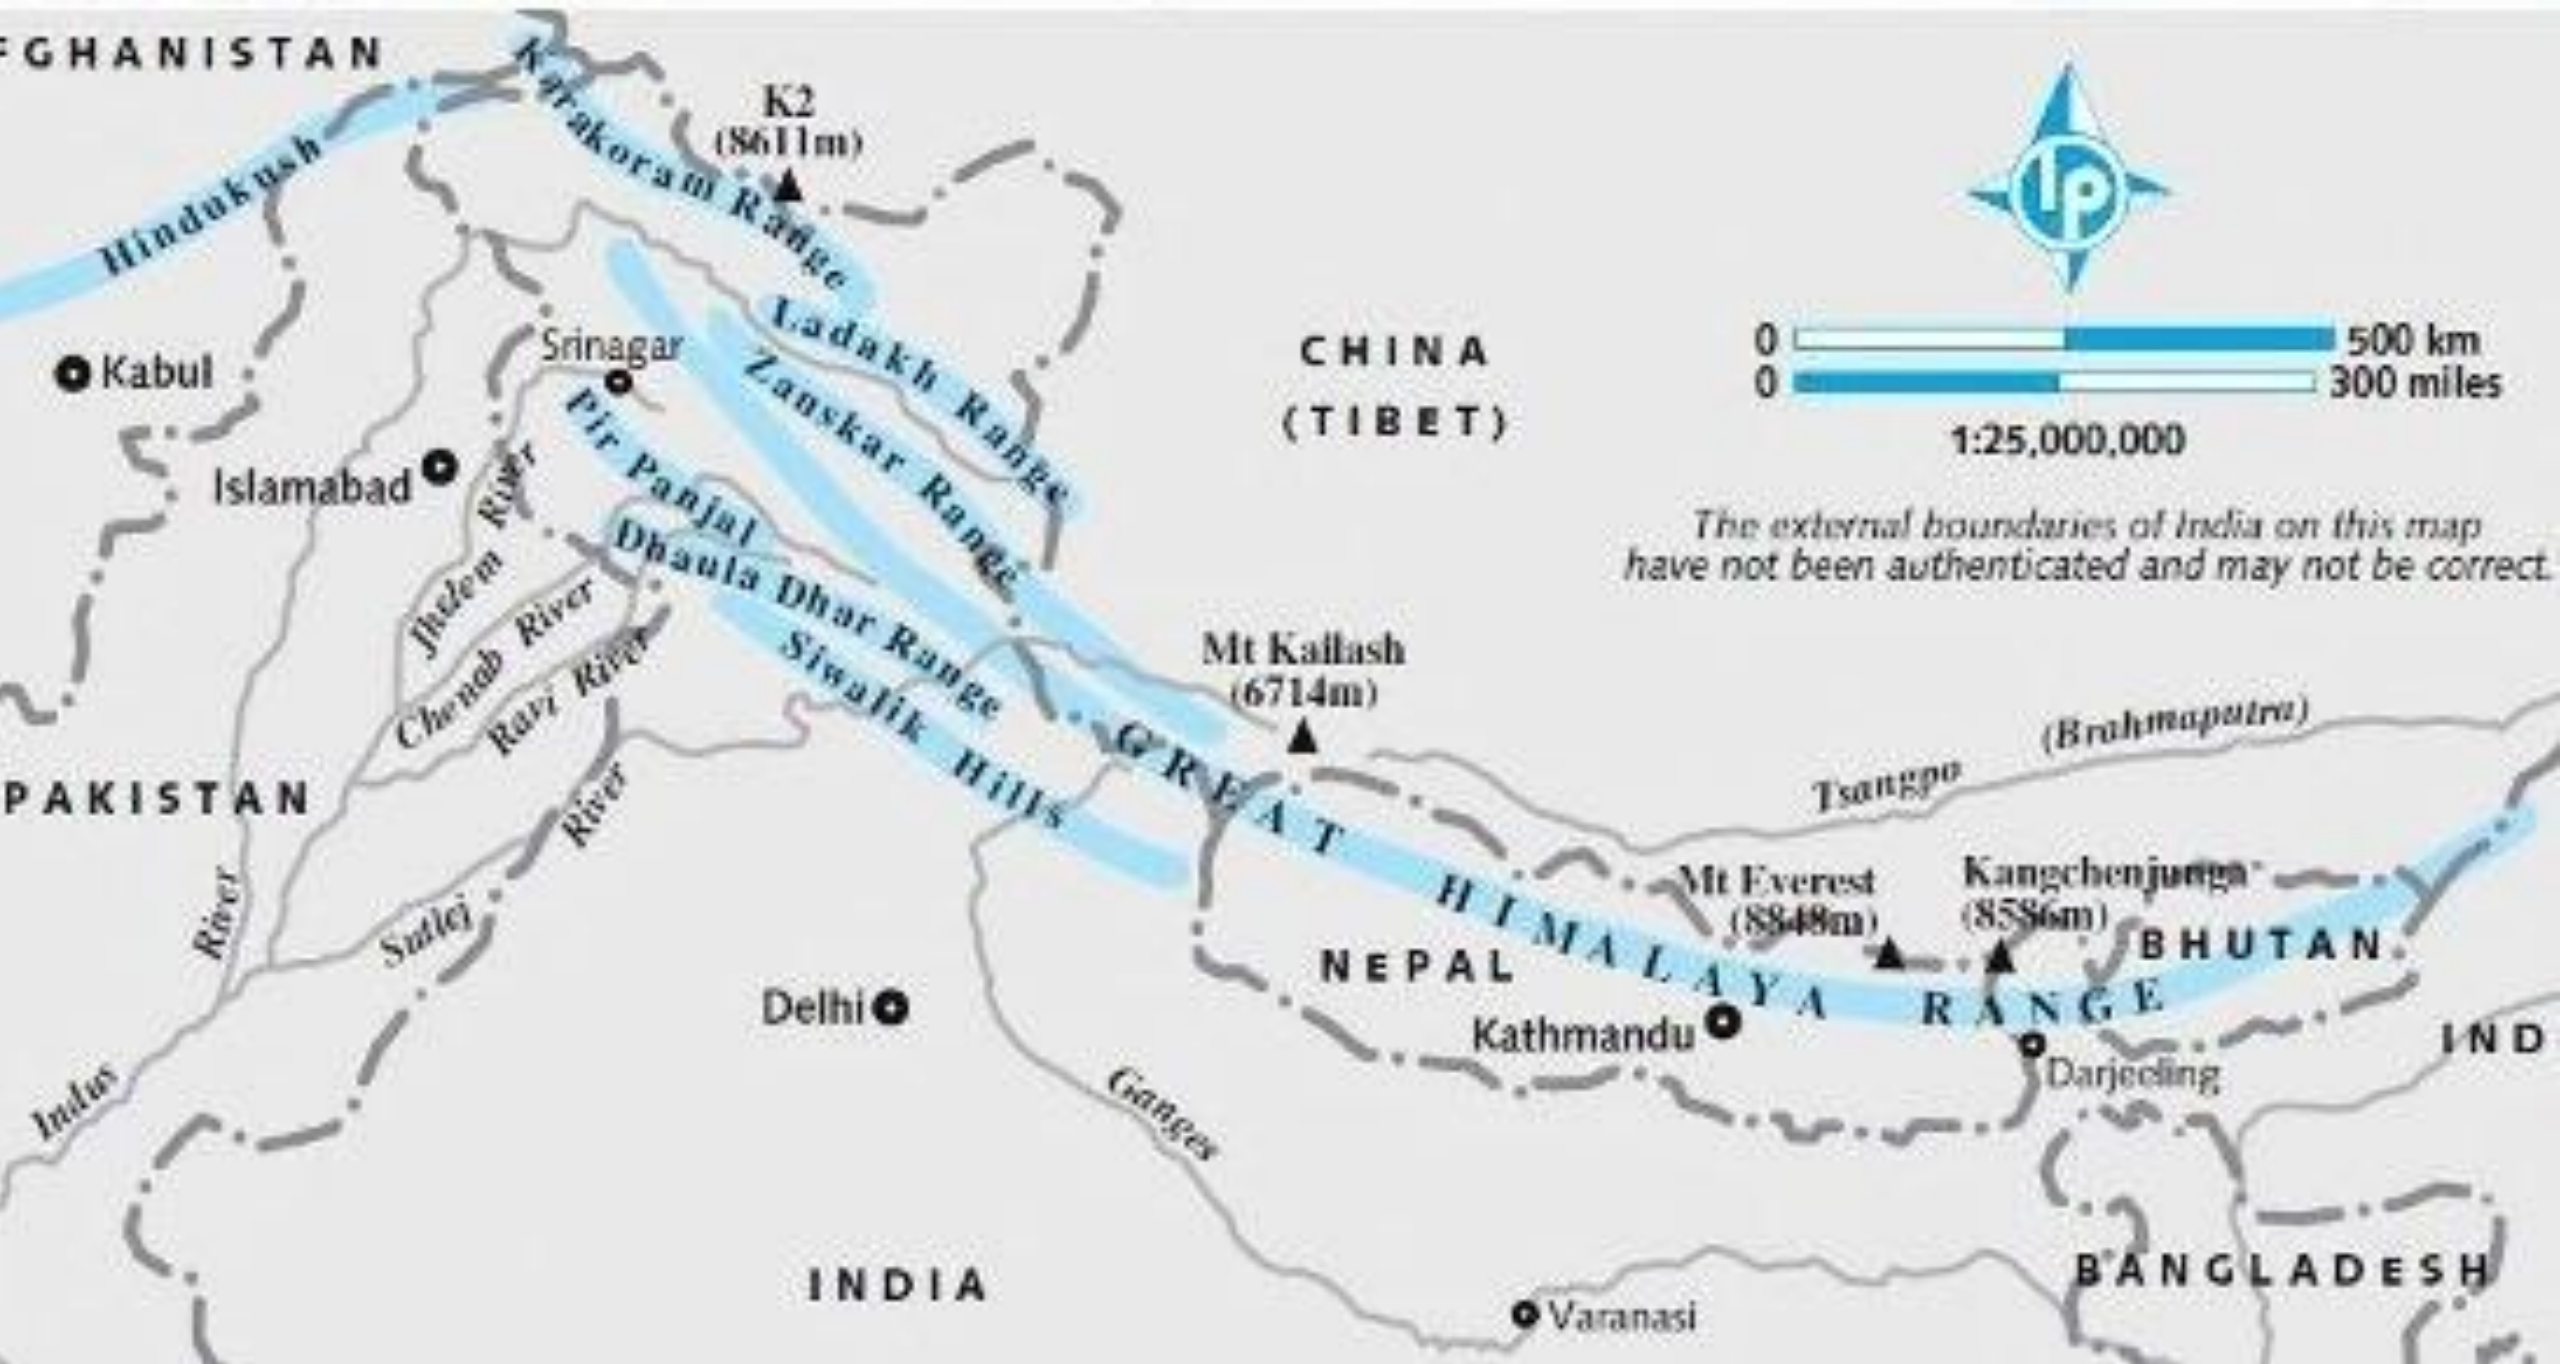 FGHANISTAN
Karakoram Range
K2
(8611m)
Hindukush
lp
0 500 km
0 300 miles
1:25,000,000
The external boundaries of India on this map
have not been authenticated and may not be correct.
Kabul
Srinagar
Ladakh Range
CHINA
(TIBET)
Zanskar Range
Pir Panjal
Islamabad
River
Jhelem
Dhaula Dhar Range
Chenab River
Ravi River
Siwalik Hills
Mt Kailash
(6714m)
PAKISTAN
River
Sutlej
River
Indus
GREAT HIMALAYA RANGE
Tsangpo
(Brahmaputra)
Mt Everest
(8848m)
Kangchenjunga
(8586m)
BHUTAN
NEPAL
Delhi
Kathmandu
Darjeeling
IND
Ganges
INDIA
BANGLADESH
Varanasi